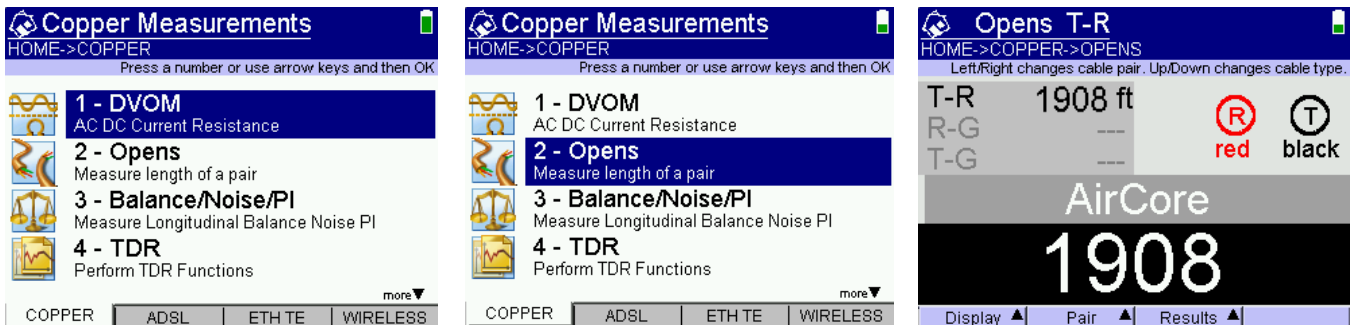 Copper Measurements
HOME->COPPER
Press a number or use arrow keys and then OK
1 - DVOM
AC DC Current Resistance
2 - Opens
Measure length of a pair
3 - Balance/Noise/PI
Measure Longitudinal Balance Noise PI
4 - TDR
Perform TDR Functions
more▼
COPPER ADSL ETH TE WIRELESS
Copper Measurements
HOME->COPPER
Press a number or use arrow keys and then OK
1 - DVOM
AC DC Current Resistance
2 - Opens
Measure length of a pair
3 - Balance/Noise/PI
Measure Longitudinal Balance Noise PI
4 - TDR
Perform TDR Functions
more▼
COPPER ADSL ETH TE WIRELESS
Opens T-R
HOME->COPPER->OPENS
Left/Right changes cable pair. Up/Down changes cable type.
T-R 1908 ft
R-G ---
T-G ---
R T
red black
AirCore
1908
Display ▲ Pair ▲ Results ▲